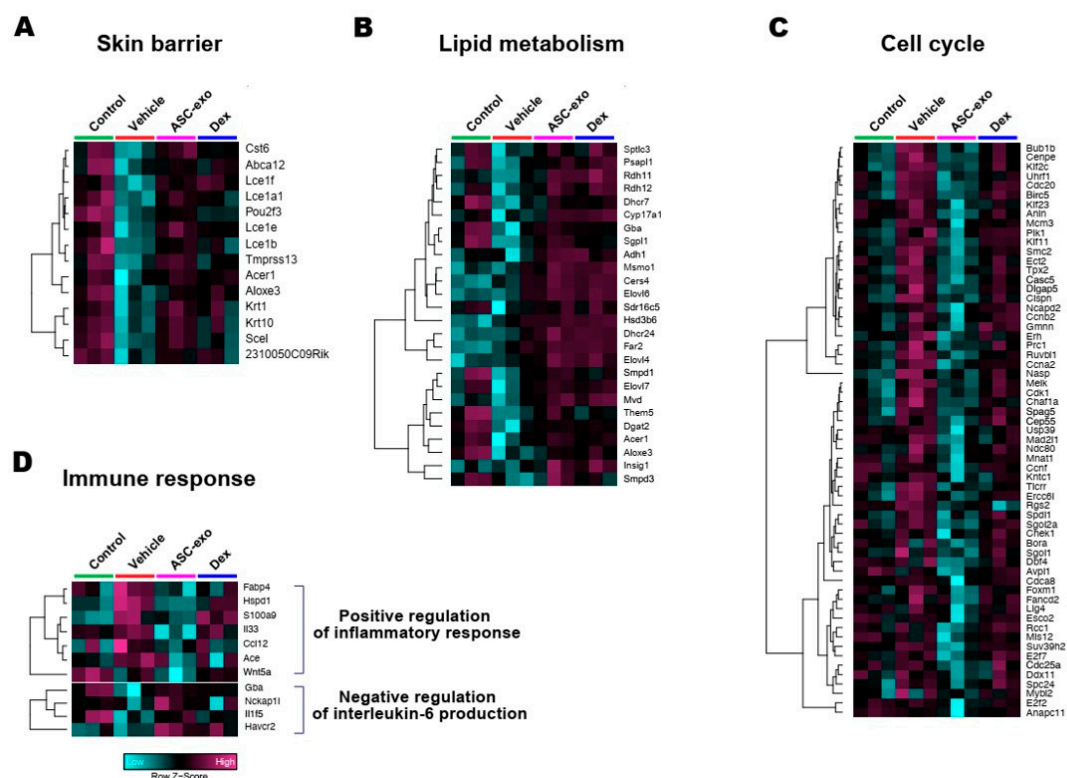 A
Skin barrier
Control
Vehicle
ASC-exo
Dex
Cst6
Abca12
Lce1f
Lce1a1
Pou2f3
Lce1e
Lce1b
Tmprss13
Acer1
Aloxe3
Krt1
Krt10
Scel
2310050C09Rik
B
Lipid metabolism
Control
Vehicle
ASC-exo
Dex
Sptlc3
Psapl1
Rdh11
Rdh12
Dhcr7
Cyp17a1
Gba
Sgpl1
Adh1
Msmo1
Cers4
Elovl6
Sdr16c5
Hsd3b6
Dhcr24
Far2
Elovl4
Smpd1
Elovl7
Mvd
Them5
Dgat2
Acer1
Aloxe3
Insig1
Smpd3
C
Cell cycle
Control
Vehicle
ASC-exo
Dex
Bub1b
Cenpe
Klf2c
Uhrf1
Cdc20
Birc5
Klf23
Anln
Mcm3
Plk1
Klf11
Smc2
Ect2
Tpx2
Casc5
Dlgap5
Clspn
Ncapd2
Ccnb2
Gmnn
Erh
Prc1
Ruvbl1
Ccna2
Nasp
Melk
Cdk1
Chaf1a
Spag5
Cep55
Usp39
Mad2l1
Ndc80
Mnat1
Ccnf
Kntc1
Ticrr
Ercc6l
Rgs2
Spdl1
Sgol2a
Chek1
Bora
Sgol1
Dbf4
Avpi1
Cdca8
Foxm1
Fancd2
Lig4
Esco2
Rcc1
Mis12
Suv39h2
E2f7
Cdc25a
Ddx11
Spc24
Mybl2
E2f2
Anapc11
D
Immune response
Control
Vehicle
ASC-exo
Dex
Fabp4
Hspd1
S100a9
Il33
Ccl12
Ace
Wnt5a
Positive regulation
of inflammatory response
Gba
Nckap1l
Il1f5
Havcr2
Negative regulation
of interleukin-6 production
Low
High
Row Z-Score